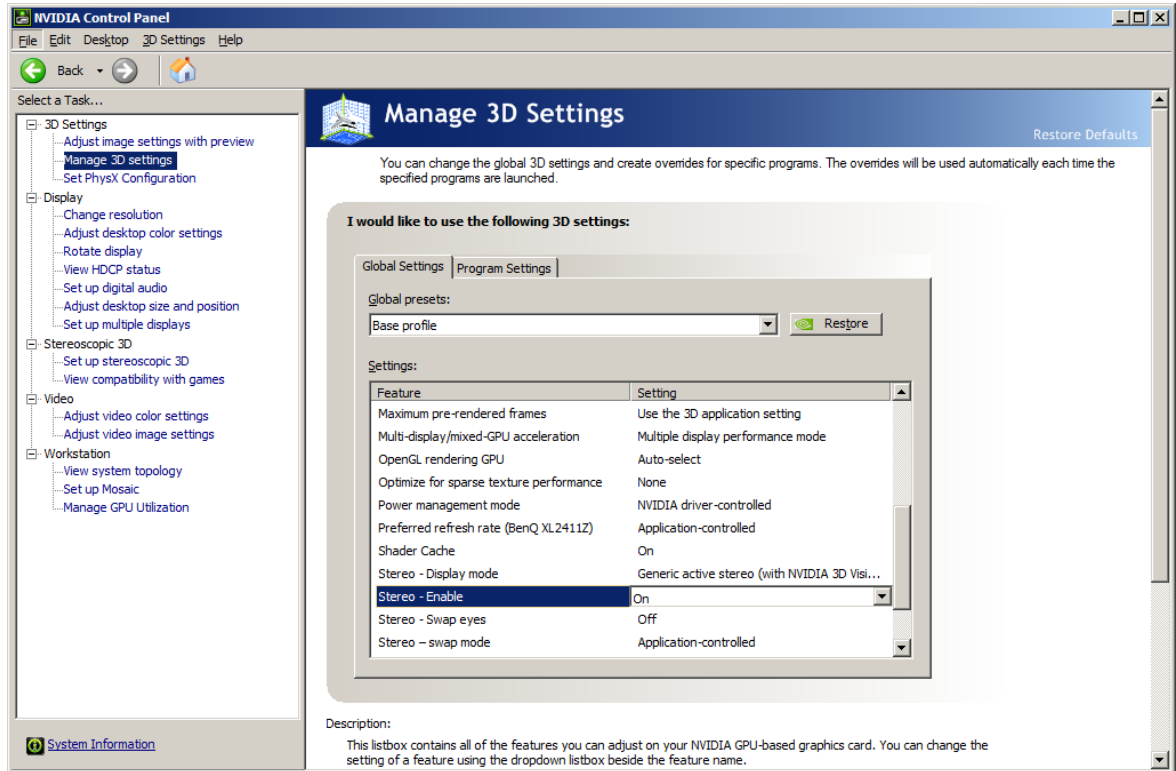 NVIDIA Control Panel
File Edit Desktop 3D Settings Help
Back
Select a Task...
3D Settings
Adjust image settings with preview
Manage 3D settings
Set PhysX Configuration
Display
Change resolution
Adjust desktop color settings
Rotate display
View HDCP status
Set up digital audio
Adjust desktop size and position
Set up multiple displays
Stereoscopic 3D
Set up stereoscopic 3D
View compatibility with games
Video
Adjust video color settings
Adjust video image settings
Workstation
View system topology
Set up Mosaic
Manage GPU Utilization
System Information
Manage 3D Settings
Restore Defaults
You can change the global 3D settings and create overrides for specific programs. The overrides will be used automatically each time the
specified programs are launched.
I would like to use the following 3D settings:
Global Settings Program Settings
Global presets:
Base profile Restore
Settings:
Feature Setting
Maximum pre-rendered frames Use the 3D application setting
Multi-display/mixed-GPU acceleration Multiple display performance mode
OpenGL rendering GPU Auto-select
Optimize for sparse texture performance None
Power management mode NVIDIA driver-controlled
Preferred refresh rate (BenQ XL2411Z) Application-controlled
Shader Cache On
Stereo - Display mode Generic active stereo (with NVIDIA 3D Visi...
Stereo - Enable On
Stereo - Swap eyes Off
Stereo – swap mode Application-controlled
Description:
This listbox contains all of the features you can adjust on your NVIDIA GPU-based graphics card. You can change the
setting of a feature using the dropdown listbox beside the feature name.